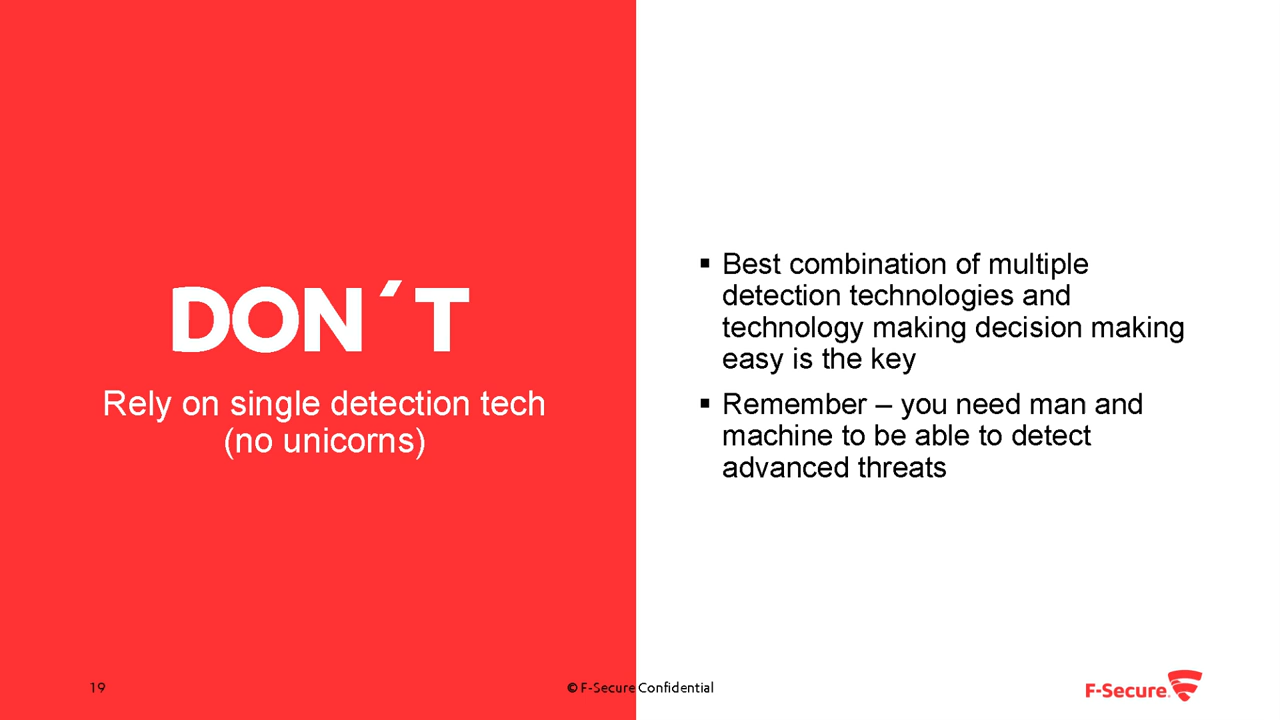 DON´T
Rely on single detection tech
(no unicorns)
▪ Best combination of multiple
detection technologies and
technology making decision making
easy is the key
▪ Remember – you need man and
machine to be able to detect
advanced threats
19
© F-Secure Confidential
F-Secure.